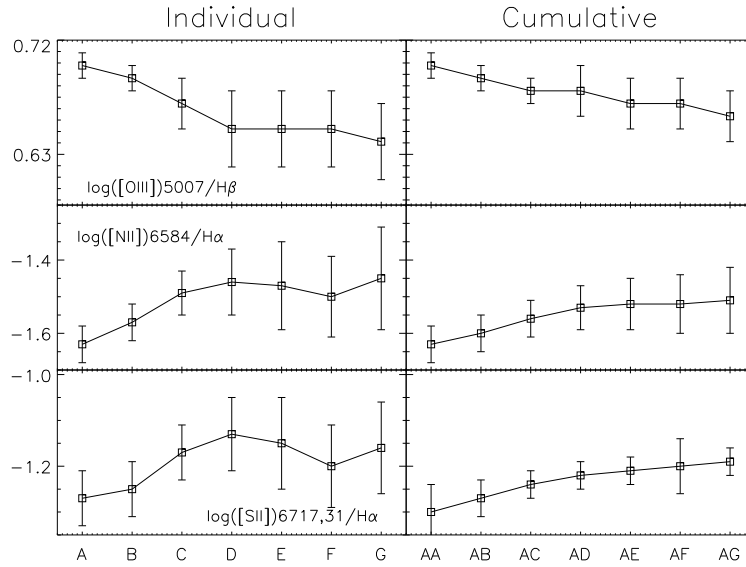 Individual Cumulative
0.72
0.63
log([OIII])5007/Hβ
log([NII])6584/Hα
−1.4
−1.6
−1.0
−1.2
log([SII])6717,31/Hα
A B C D E F G AA AB AC AD AE AF AG